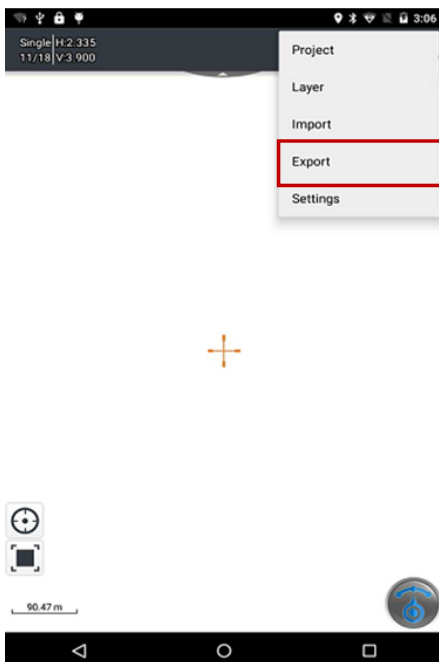 3:06
Single H:2.335
11/18 V:3.900
Project
Layer
Import
Export
Settings
90.47 m